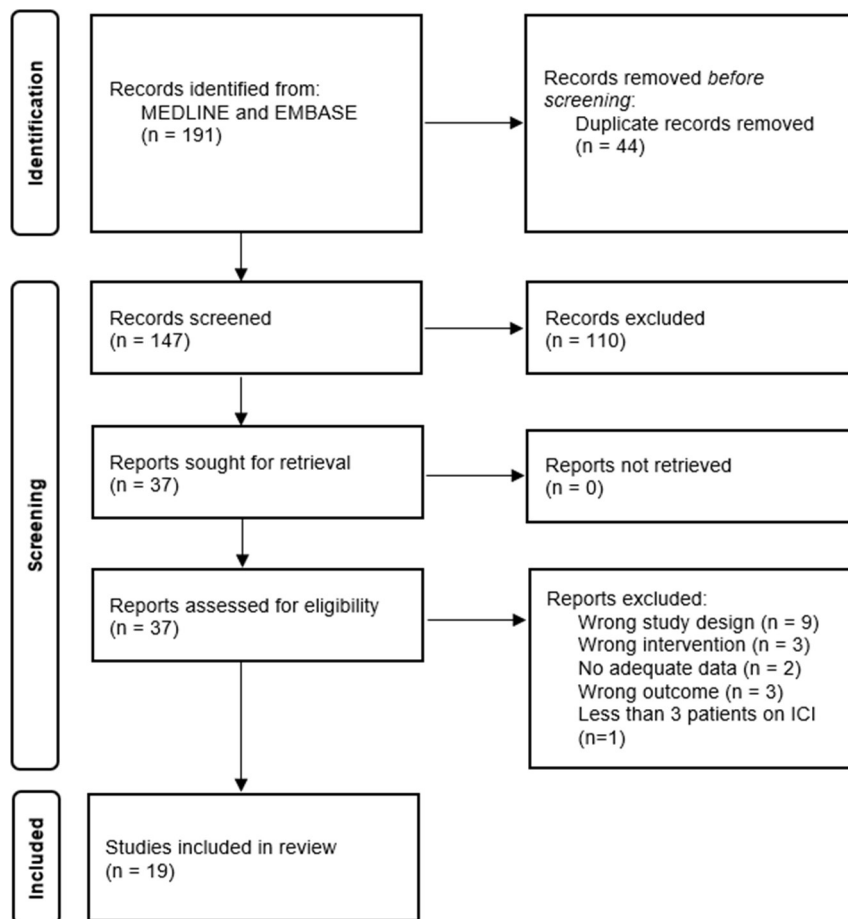 Identification
Records identified from:
MEDLINE and EMBASE
(n = 191)
Records removed before
screening:
Duplicate records removed
(n = 44)
Screening
Records screened
(n = 147)
Records excluded
(n = 110)
Reports sought for retrieval
(n = 37)
Reports not retrieved
(n = 0)
Reports assessed for eligibility
(n = 37)
Reports excluded:
Wrong study design (n = 9)
Wrong intervention (n = 3)
No adequate data (n = 2)
Wrong outcome (n = 3)
Less than 3 patients on ICI
(n=1)
Included
Studies included in review
(n = 19)